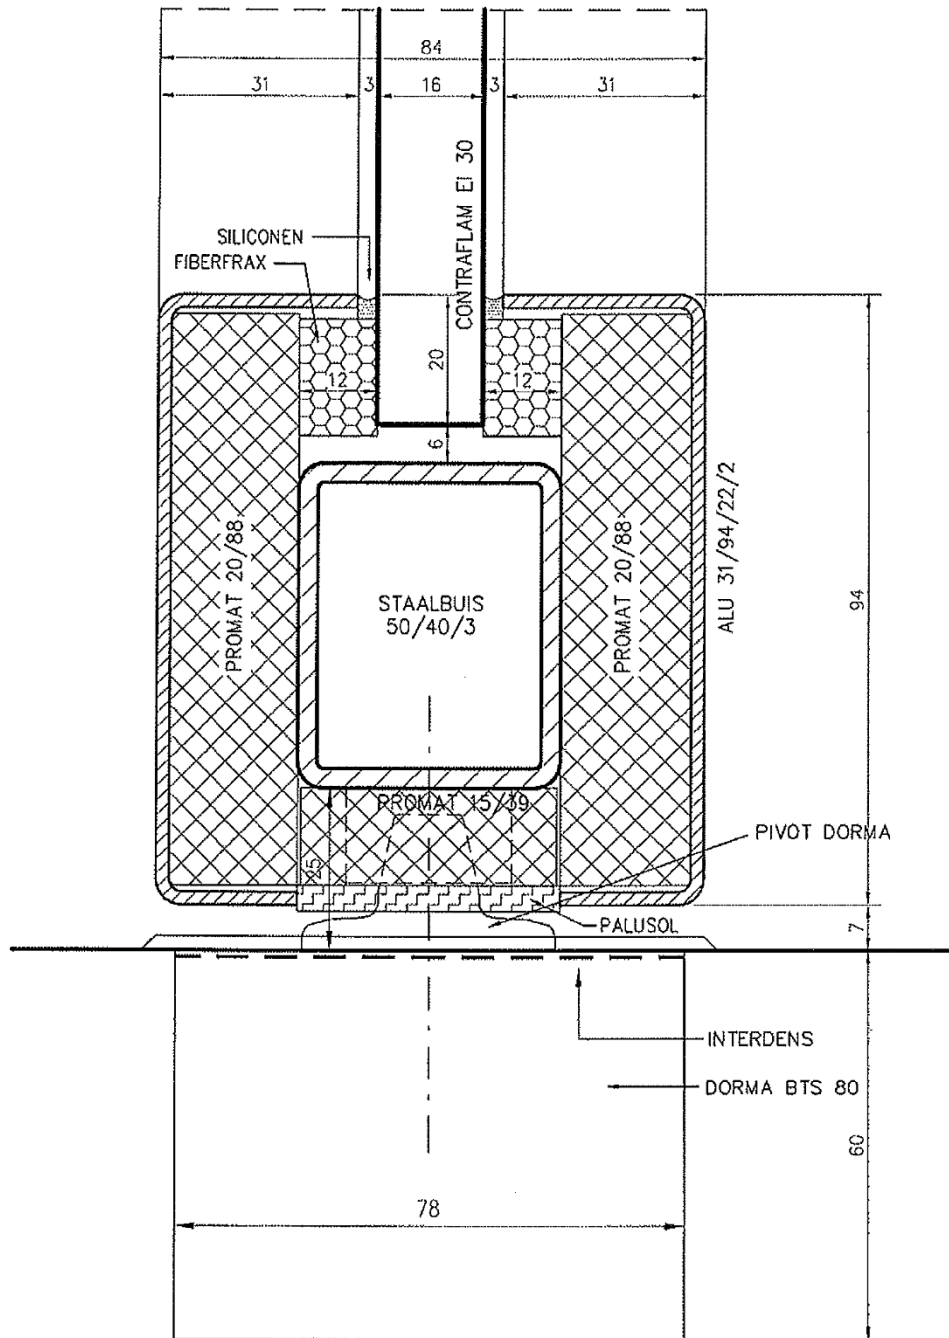 84
31
3
16
3
31
CONTRAFLAM EI 30
SILICONEN
FIBERFRAX
20
12
12
6
PROMAT 20/88
PROMAT 20/88
ALU 31/94/22/2
STAALBUIS
50/40/3
94
PROMAT 15/39
25
PIVOT DORMA
PALUSOL
7
INTERDENS
DORMA BTS 80
60
78